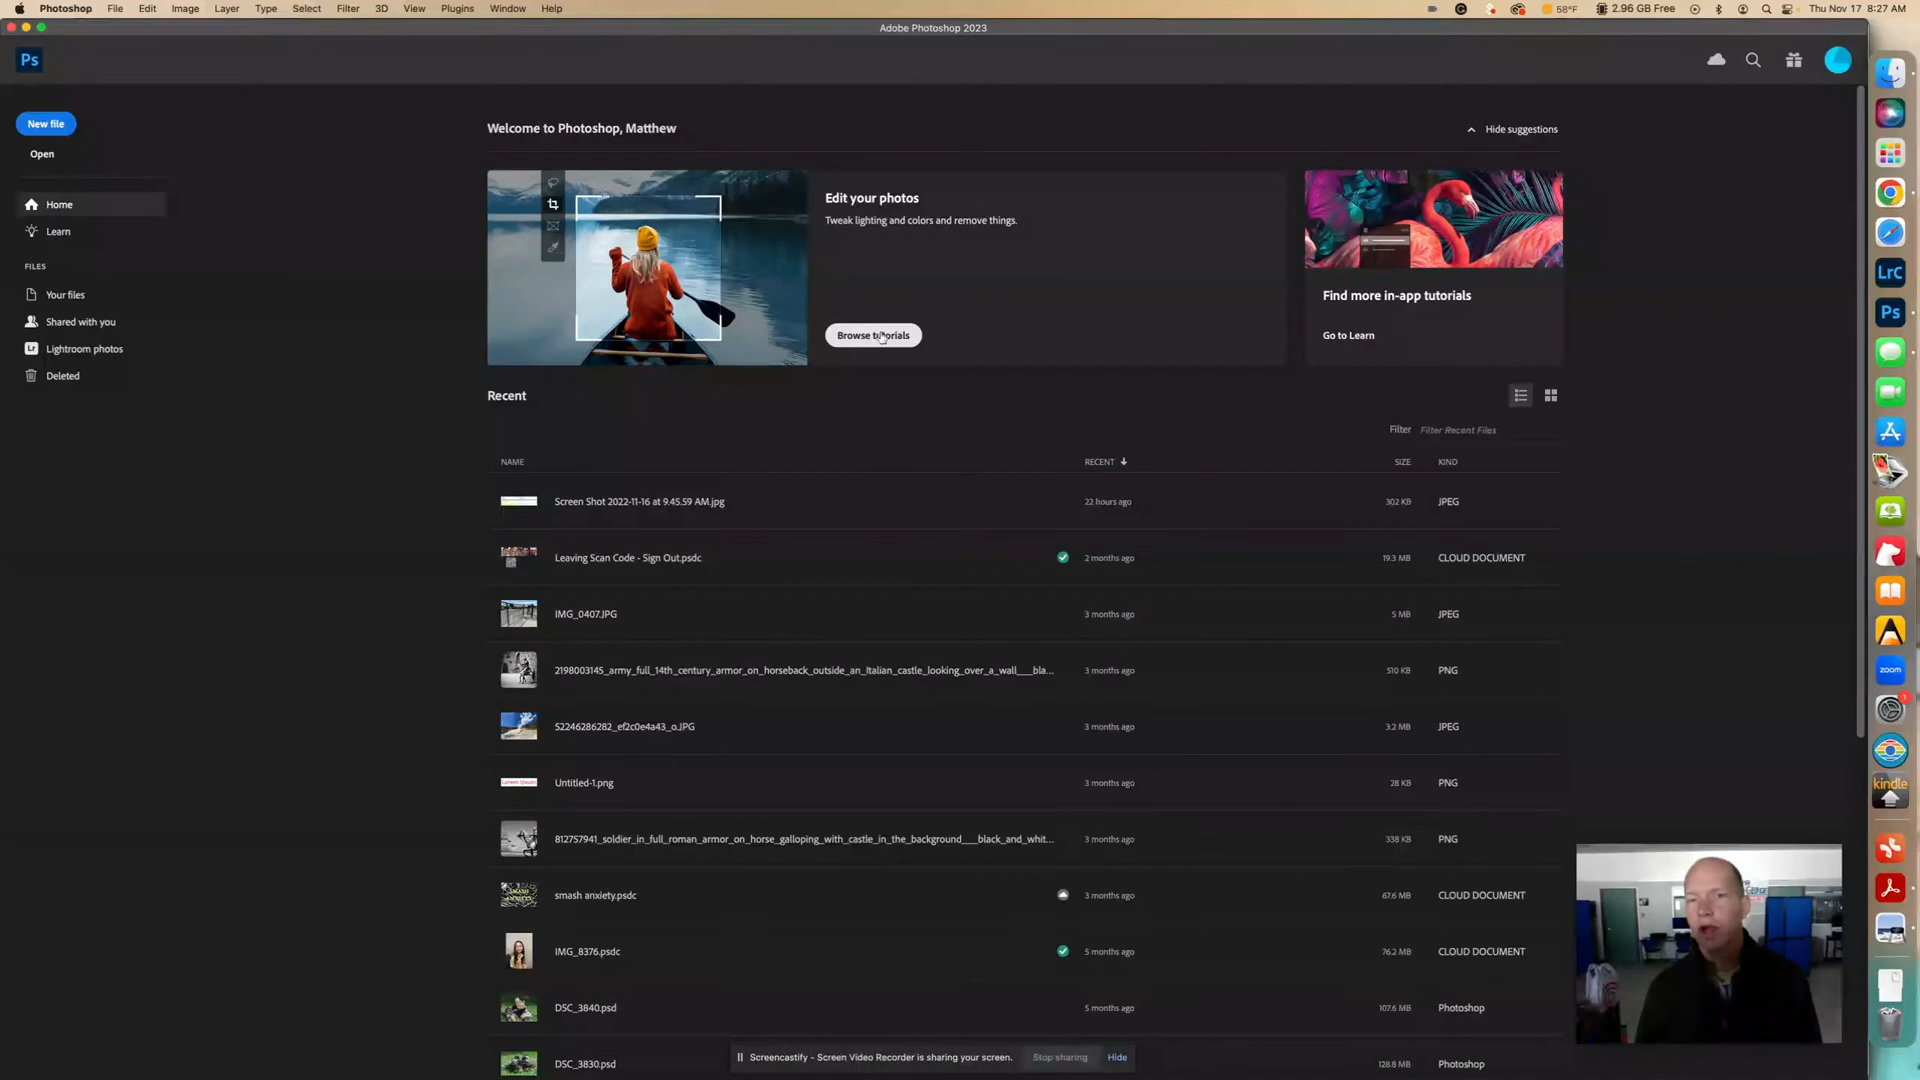 Photoshop File Edit Image Layer Type Select Filter 3D View Plugins Window Help 58°F 2.96 GB Free Thu Nov 17 8:27 AM
Adobe Photoshop 2023
Ps
New file
Open
Home
Learn
FILES
Your files
Shared with you
Lr Lightroom photos
Deleted
Welcome to Photoshop, Matthew
Hide suggestions
Edit your photos
Tweak lighting and colors and remove things.
Browse tutorials
Find more in-app tutorials
Go to Learn
Recent
Filter Filter Recent Files
NAME RECENT SIZE KIND
Screen Shot 2022-11-16 at 9.45.59 AM.jpg 22 hours ago 302 KB JPEG
Leaving Scan Code - Sign Out.psdc 2 months ago 19.3 MB CLOUD DOCUMENT
IMG_0407.JPG 3 months ago 5 MB JPEG
2198003145_army_full_14th_century_armor_on_horseback_outside_an_Italian_castle_looking_over_a_wall___bla... 3 months ago 510 KB PNG
52246286282_ef2c0e4a43_o.JPG 3 months ago 3.2 MB JPEG
Untitled-1.png 3 months ago 28 KB PNG
812757941_soldier_in_full_roman_armor_on_horse_galloping_with_castle_in_the_background___black_and_whit... 3 months ago 338 KB PNG
smash anxiety.psdc 3 months ago 67.6 MB CLOUD DOCUMENT
IMG_8376.psdc 5 months ago 76.2 MB CLOUD DOCUMENT
DSC_3840.psd 5 months ago 107.6 MB Photoshop
DSC_3830.psd 128.8 MB Photoshop
Screencastify - Screen Video Recorder is sharing your screen. Stop sharing Hide
LrC
Ps
zoom
1
kindle